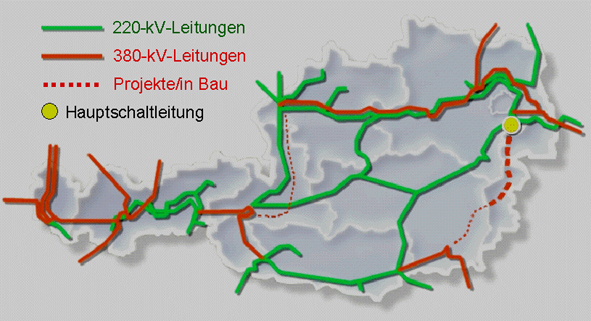 220-kV-Leitungen
380-kV-Leitungen
Projekte/in Bau
Hauptschaltleitung